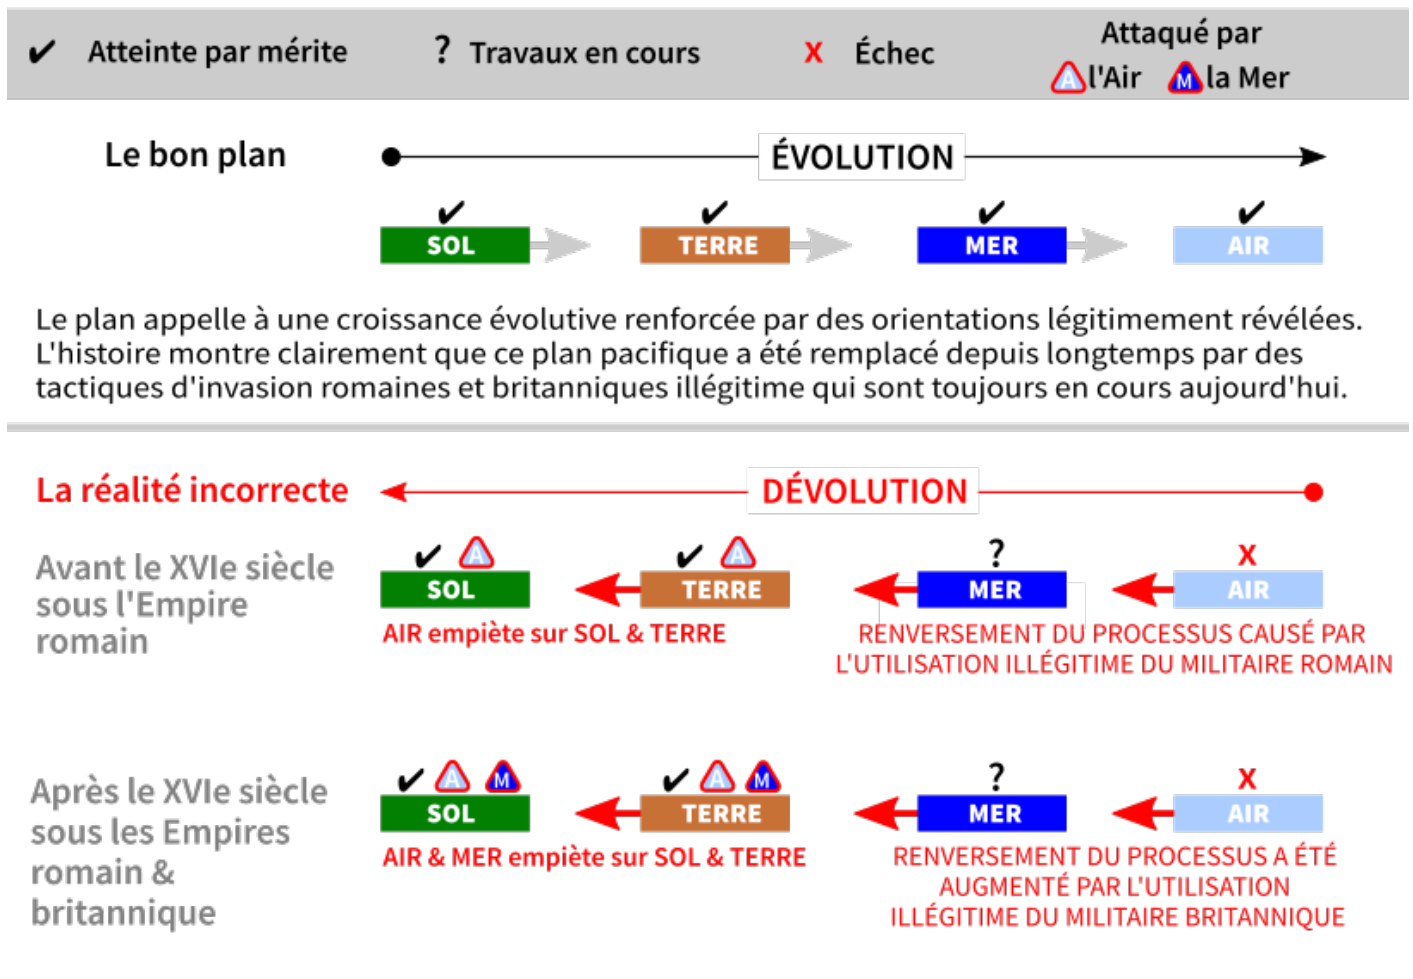 ✔ Atteinte par mérite ? Travaux en cours X Échec Attaqué par
A l'Air M la Mer
Le bon plan ÉVOLUTION
✔ ✔ ✔ ✔
SOL TERRE MER AIR
Le plan appelle à une croissance évolutive renforcée par des orientations légitimement révélées.
L'histoire montre clairement que ce plan pacifique a été remplacé depuis longtemps par des
tactiques d'invasion romaines et britanniques illégitime qui sont toujours en cours aujourd'hui.
La réalité incorrecte DÉVOLUTION
Avant le XVIe siècle
sous l'Empire
romain
✔ A ✔ A ? X
SOL TERRE MER AIR
AIR empiète sur SOL & TERRE
RENVERSEMENT DU PROCESSUS CAUSÉ PAR
L'UTILISATION ILLÉGITIME DU MILITAIRE ROMAIN
Après le XVIe siècle
sous les Empires
romain &
britannique
✔ A M ✔ A M ? X
SOL TERRE MER AIR
AIR & MER empiète sur SOL & TERRE
RENVERSEMENT DU PROCESSUS A ÉTÉ
AUGMENTÉ PAR L'UTILISATION
ILLÉGITIME DU MILITAIRE BRITANNIQUE